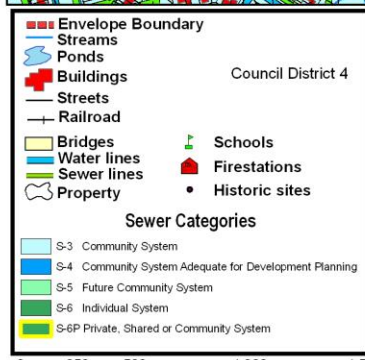 Envelope Boundary
Streams
Ponds
Buildings
Council District 4
Streets
Railroad
Bridges
Schools
Water lines
Firestations
Sewer lines
Property
Historic sites
Sewer Categories
S-3 Community System
S-4 Community System Adequate for Development Planning
S-5 Future Community System
S-6 Individual System
S-6P Private, Shared or Community System